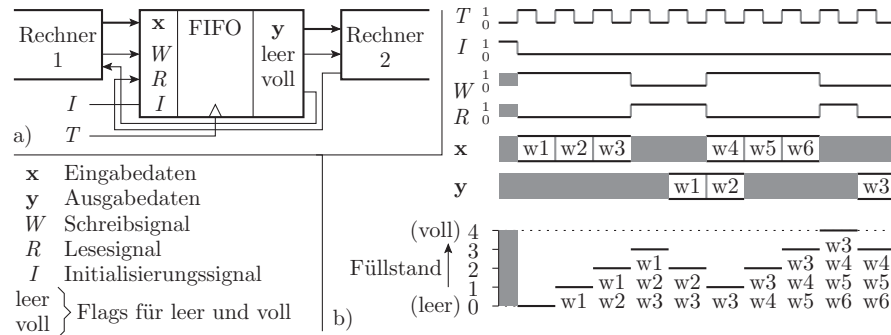 Rechner
1
x
W
R
I
FIFO
y
leer
voll
Rechner
2
I
T
a)
x Eingabedaten
y Ausgabedaten
W Schreibsignal
R Lesesignal
I Initialisierungssignal
leer
voll
Flags für leer und voll
b)
T 1 0
I 1 0
W 1 0
R 1 0
x w1 w2 w3 w4 w5 w6
y w1 w2 w3
(voll) 4
3
Füllstand 2
1
(leer) 0
w3
w1 w3 w4 w4
w1 w2 w2 w3 w4 w5 w5
w1 w2 w3 w3 w3 w4 w5 w6 w6